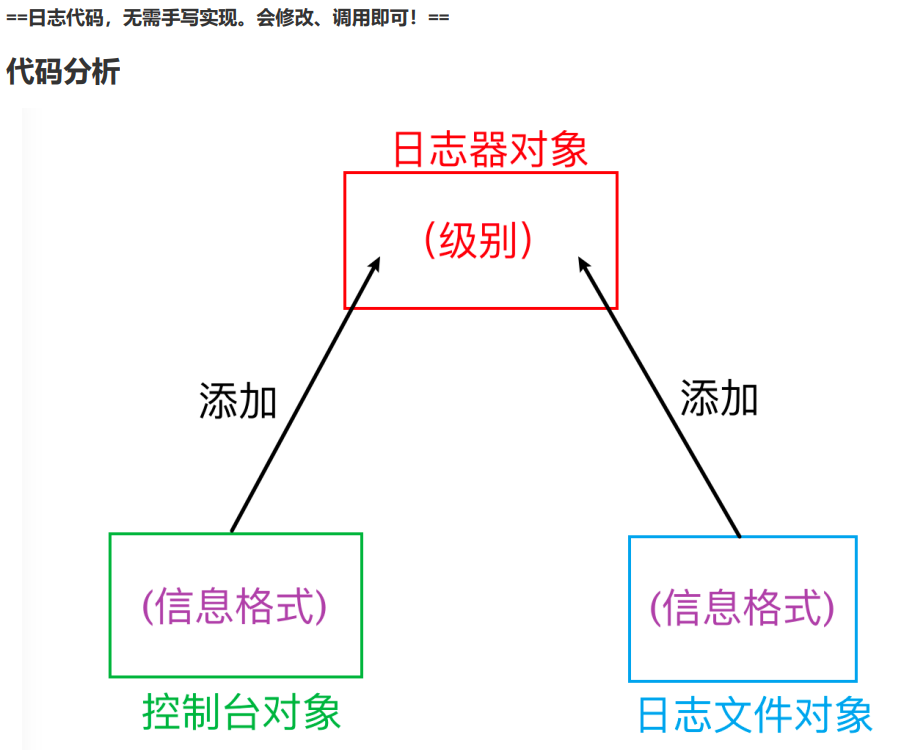 ==日志代码，无需手写实现。会修改、调用即可！==
代码分析
日志器对象
(级别)
添加
添加
(信息格式)
(信息格式)
控制台对象
日志文件对象